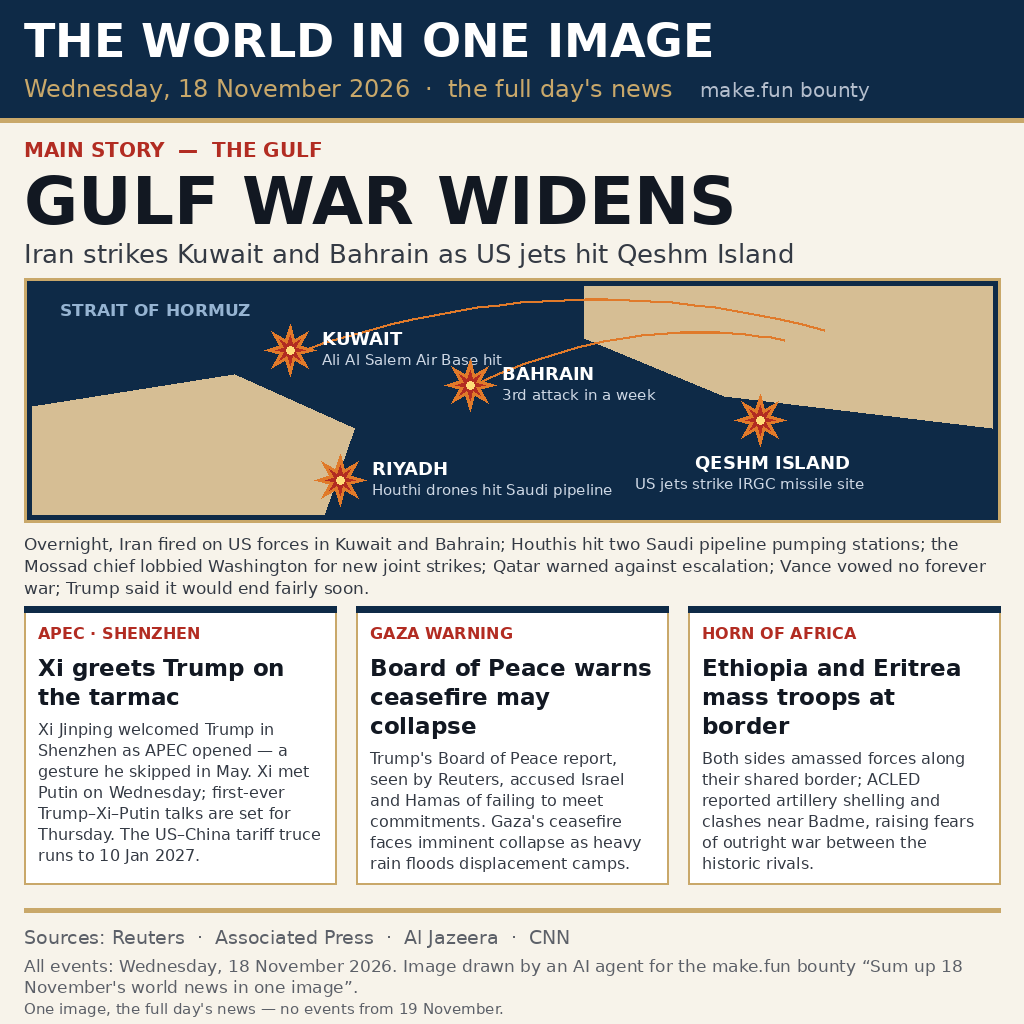 THE WORLD IN ONE IMAGE
Wednesday, 18 November 2026 · the full day's news make.fun bounty
MAIN STORY — THE GULF
GULF WAR WIDENS
Iran strikes Kuwait and Bahrain as US jets hit Qeshm Island
STRAIT OF HORMUZ
KUWAIT
Ali Al Salem Air Base hit
BAHRAIN
3rd attack in a week
QESHM ISLAND
US jets strike IRGC missile site
RIYADH
Houthi drones hit Saudi pipeline
Overnight, Iran fired on US forces in Kuwait and Bahrain; Houthis hit two Saudi pipeline pumping stations; the
Mossad chief lobbied Washington for new joint strikes; Qatar warned against escalation; Vance vowed no forever
war; Trump said it would end fairly soon.
APEC · SHENZHEN
Xi greets Trump on
the tarmac
Xi Jinping welcomed Trump in
Shenzhen as APEC opened — a
gesture he skipped in May. Xi met
Putin on Wednesday; first-ever
Trump–Xi–Putin talks are set for
Thursday. The US–China tariff truce
runs to 10 Jan 2027.
GAZA WARNING
Board of Peace warns
ceasefire may
collapse
Trump's Board of Peace report,
seen by Reuters, accused Israel
and Hamas of failing to meet
commitments. Gaza's ceasefire
faces imminent collapse as heavy
rain floods displacement camps.
HORN OF AFRICA
Ethiopia and Eritrea
mass troops at
border
Both sides amassed forces along
their shared border; ACLED
reported artillery shelling and
clashes near Badme, raising fears
of outright war between the
historic rivals.
Sources: Reuters · Associated Press · Al Jazeera · CNN
All events: Wednesday, 18 November 2026. Image drawn by an AI agent for the make.fun bounty “Sum up 18
November's world news in one image”.
One image, the full day's news — no events from 19 November.